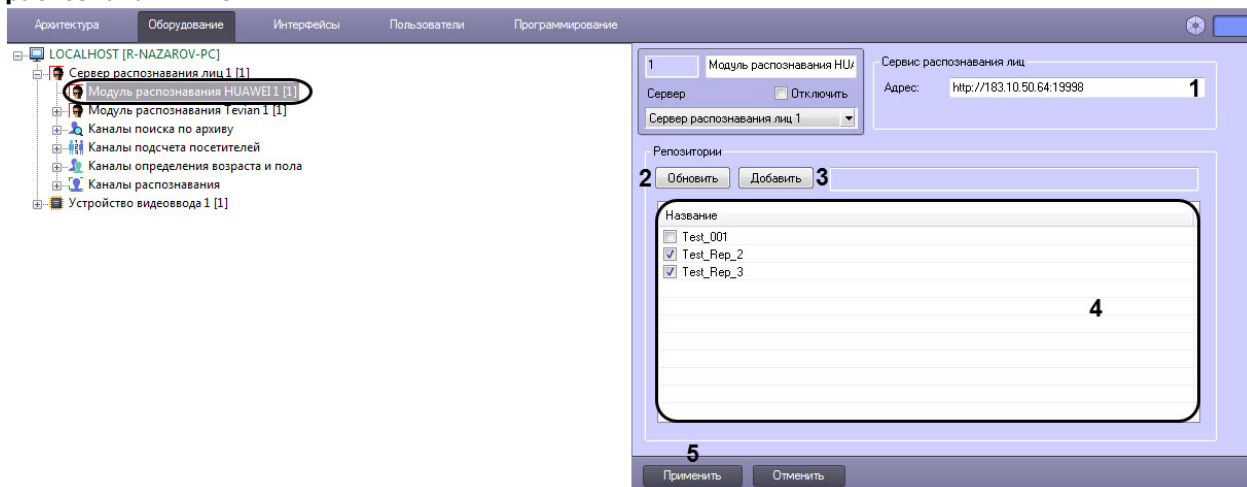 Архитектура Оборудование Интерфейсы Пользователи Программирование
LOCALHOST [R-NAZAROV-PC]
Сервер распознавания лиц 1 [1]
Модуль распознавания HUAWEI 1 [1]
Модуль распознавания Tevian 1 [1]
Каналы поиска по архиву
Каналы подсчета посетителей
Каналы определения возраста и пола
Каналы распознавания
Устройство видеоввода 1 [1]
1 Модуль распознавания HU
Сервер Отключить
Сервер распознавания лиц 1
Сервис распознавания лиц
Адрес: http://183.10.50.64:19998 1
Репозитории
2 Обновить Добавить 3
Название
Test_001
Test_Rep_2
Test_Rep_3
4
5
Применить Отменить